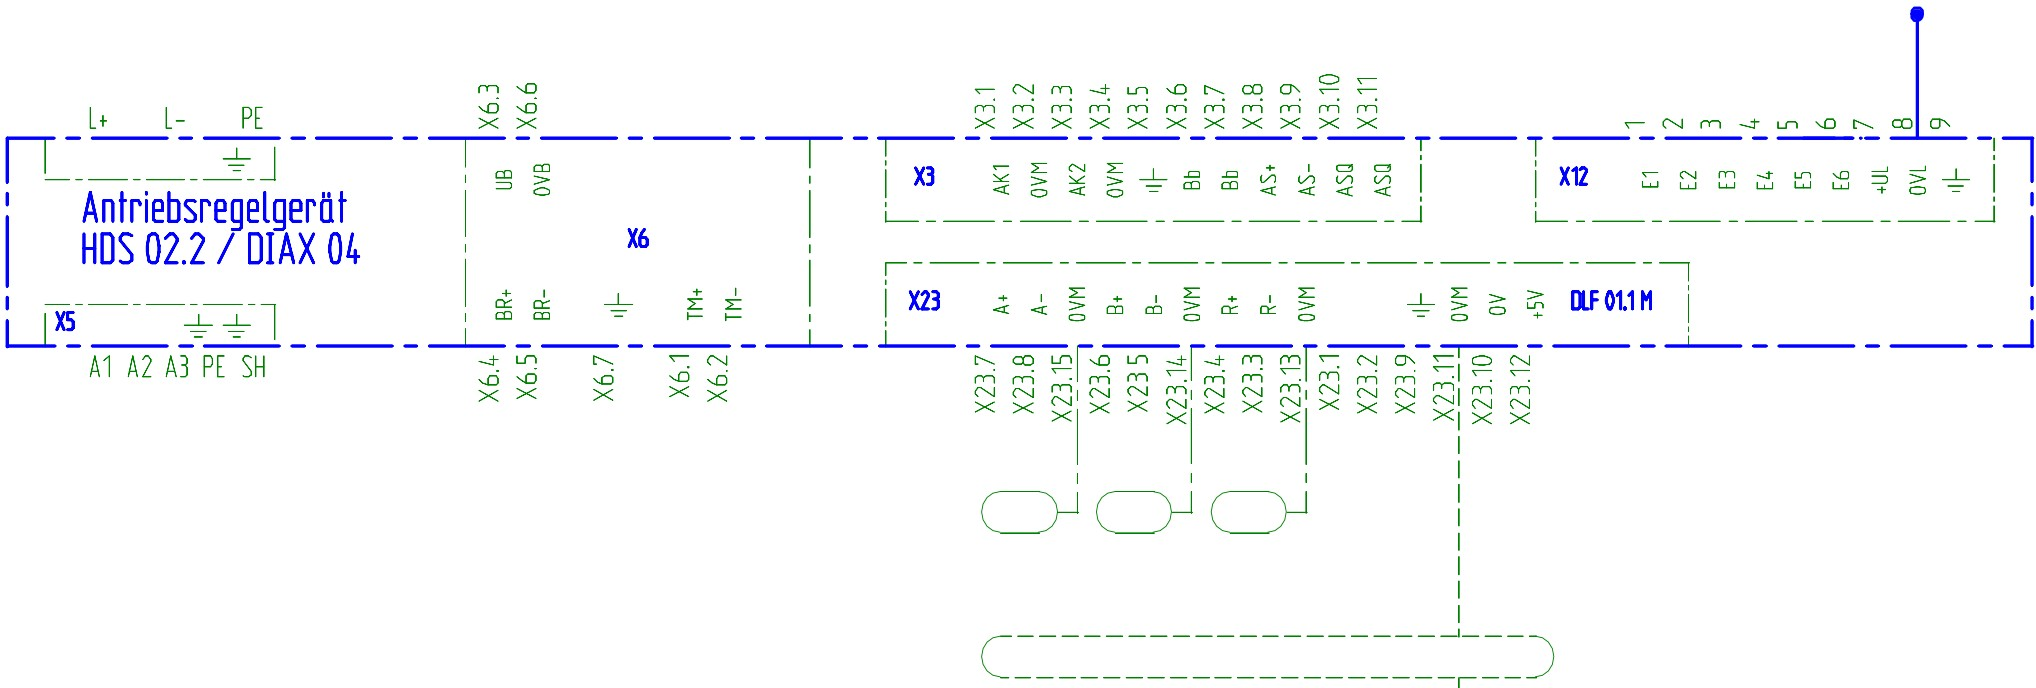 L+ L- PE X6.3 X6.6 X3.1 X3.2 X3.3 X3.4 X3.5 X3.6 X3.7 X3.8 X3.9 X3.10 X3.11 1 2 3 4 5 6 7 8 9
UB 0VB X3 AK1 0VM AK2 0VM Bb Bb AS+ AS- ASQ ASQ X12 E1 E2 E3 E4 E5 E6 +UL 0VL
Antriebsregelgerät
HDS 02.2 / DIAX 04
X6
X5 BR+ BR- TM+ TM- X23 A+ A- 0VM B+ B- 0VM R+ R- 0VM 0VM 0V +5V DLF 01.1 M
A1 A2 A3 PE SH X6.4 X6.5 X6.7 X6.1 X6.2 X23.7 X23.8 X23.15 X23.6 X23 5 X23.14 X23.4 X23.3 X23.13 X23.1 X23.2 X23.9 X23.11 X23.10 X23.12